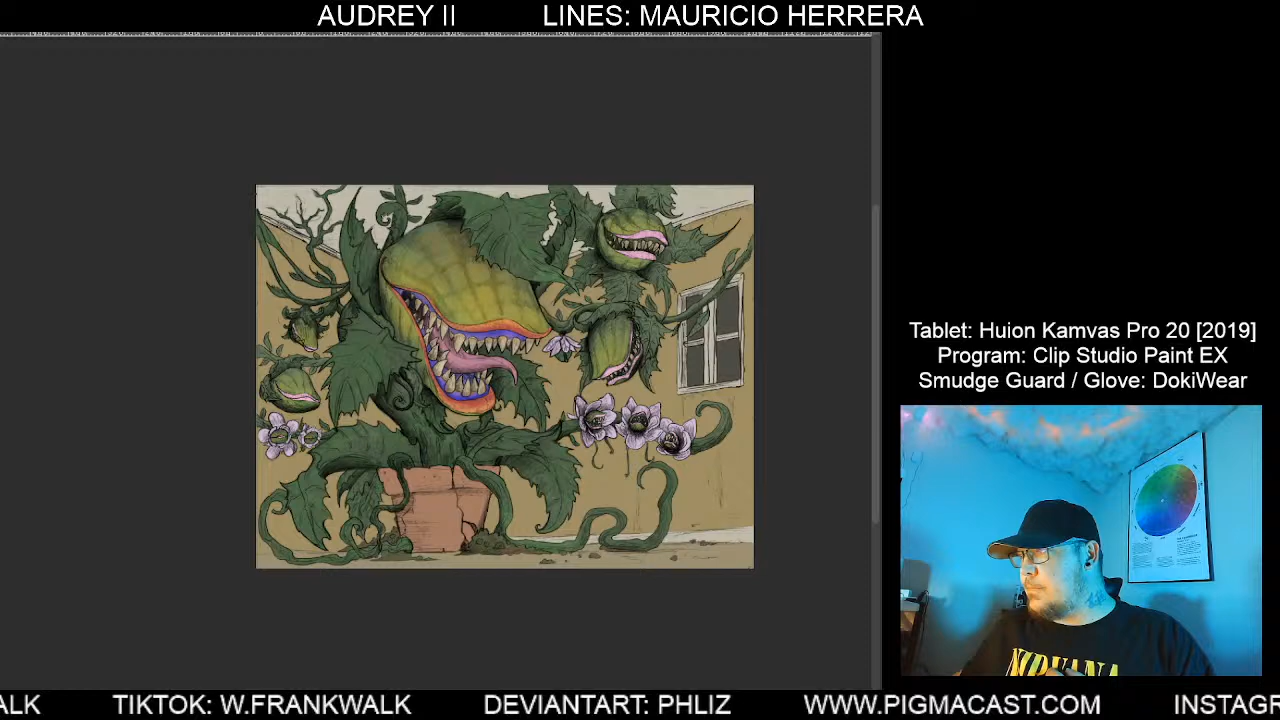 AUDREY II LINES: MAURICIO HERRERA
Tablet: Huion Kamvas Pro 20 [2019]
Program: Clip Studio Paint EX
Smudge Guard / Glove: DokiWear
NIRVANA
ALK TIKTOK: W.FRANKWALK DEVIANTART: PHLIZ WWW.PIGMACAST.COM INSTAGR